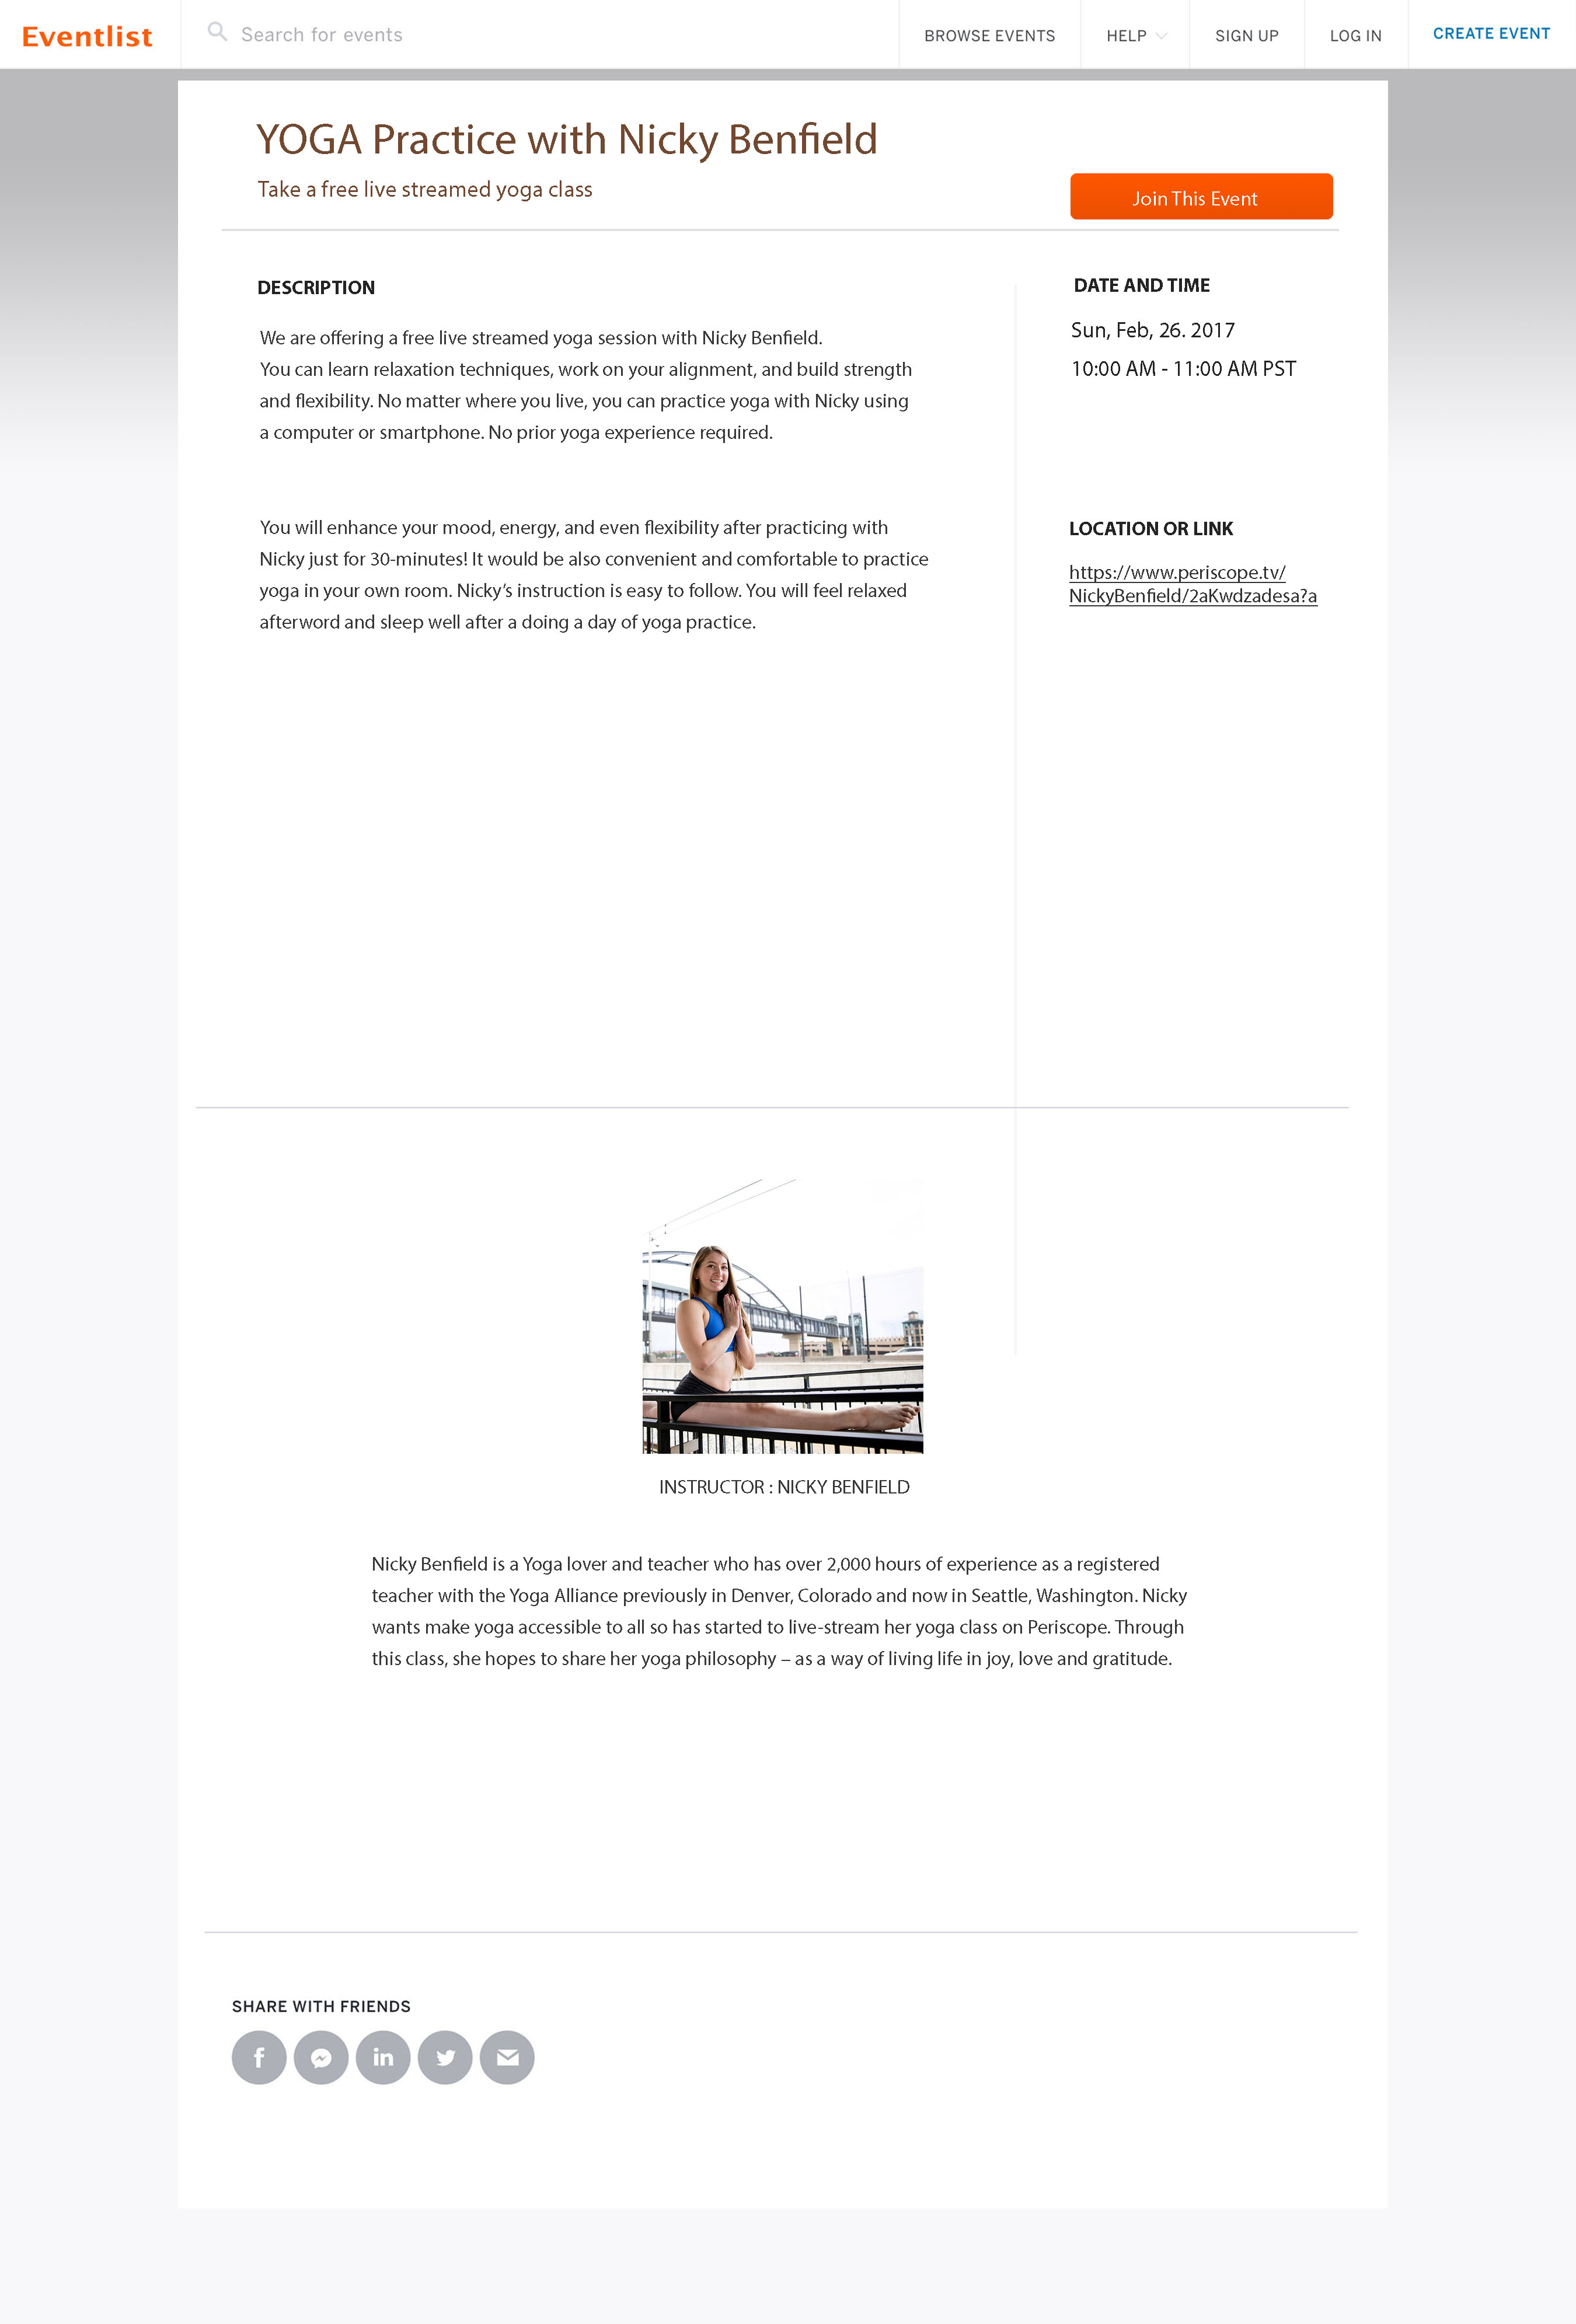 Eventlist
Search for events
BROWSE EVENTS
HELP
SIGN UP
LOG IN
CREATE EVENT
YOGA Practice with Nicky Benfield
Take a free live streamed yoga class
Join This Event
DESCRIPTION
We are offering a free live streamed yoga session with Nicky Benfield.
You can learn relaxation techniques, work on your alignment, and build strength
and flexibility. No matter where you live, you can practice yoga with Nicky using
a computer or smartphone. No prior yoga experience required.
You will enhance your mood, energy, and even flexibility after practicing with
Nicky just for 30-minutes! It would be also convenient and comfortable to practice
yoga in your own room. Nicky’s instruction is easy to follow. You will feel relaxed
afterword and sleep well after a doing a day of yoga practice.
DATE AND TIME
Sun, Feb, 26. 2017
10:00 AM - 11:00 AM PST
LOCATION OR LINK
https://www.periscope.tv/
NickyBenfield/2aKwdzadesa?a
INSTRUCTOR : NICKY BENFIELD
Nicky Benfield is a Yoga lover and teacher who has over 2,000 hours of experience as a registered
teacher with the Yoga Alliance previously in Denver, Colorado and now in Seattle, Washington. Nicky
wants make yoga accessible to all so has started to live-stream her yoga class on Periscope. Through
this class, she hopes to share her yoga philosophy – as a way of living life in joy, love and gratitude.
SHARE WITH FRIENDS